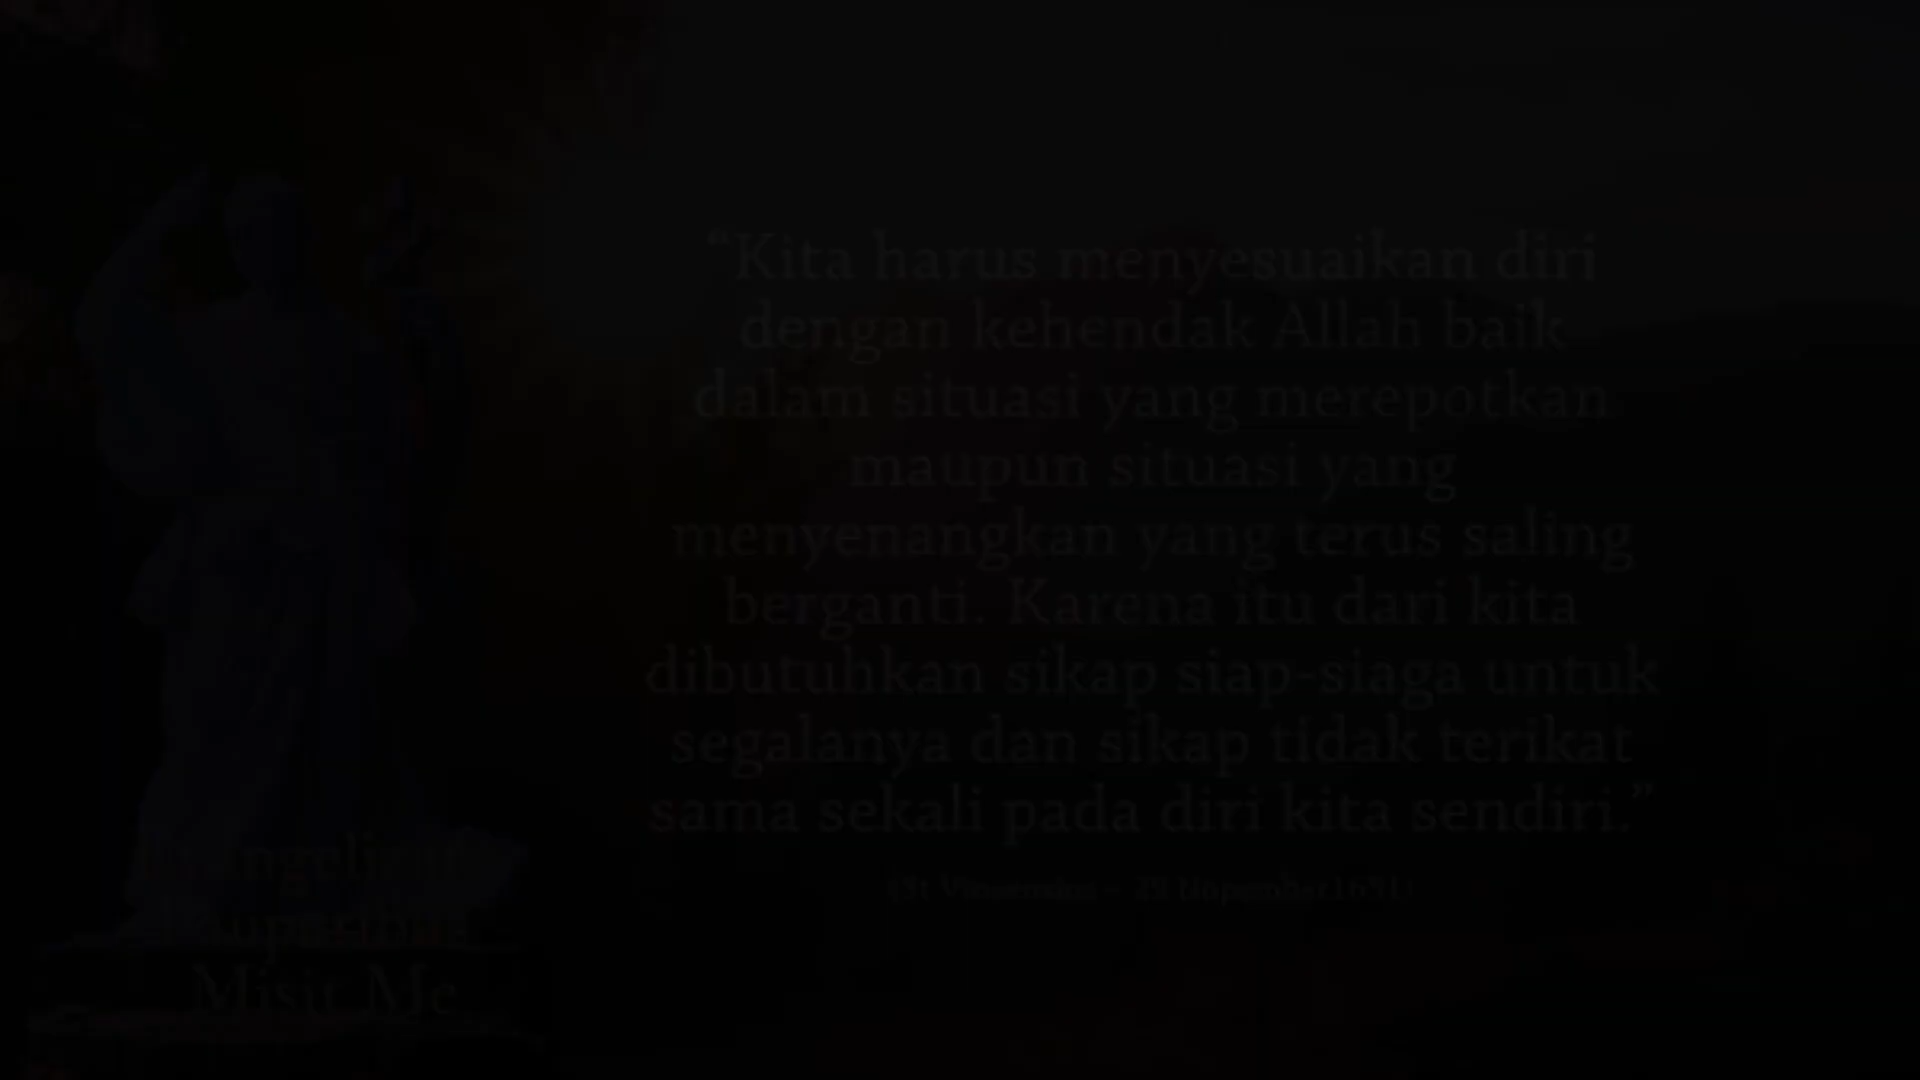 “Kita harus menyesuaikan diri
dengan kehendak Allah baik
dalam situasi yang merepotkan
maupun situasi yang
menyenangkan yang terus saling
berganti. Karena itu dari kita
dibutuhkan sikap siap-siaga untuk
segalanya dan sikap tidak terikat
sama sekali pada diri kita sendiri.”
(St
Misit Me